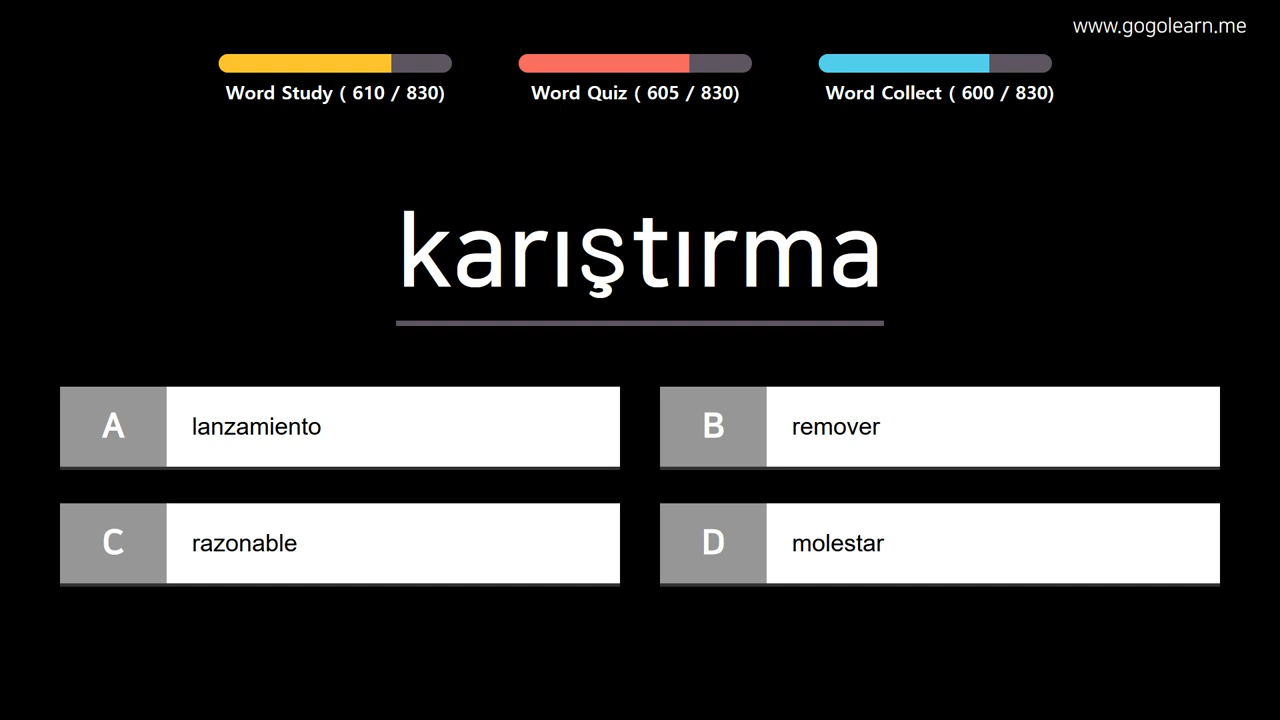 www.gogolearn.me
Word Study ( 610 / 830)
Word Quiz ( 605 / 830)
Word Collect ( 600 / 830)
karıştırma
A lanzamiento
B remover
C razonable
D molestar